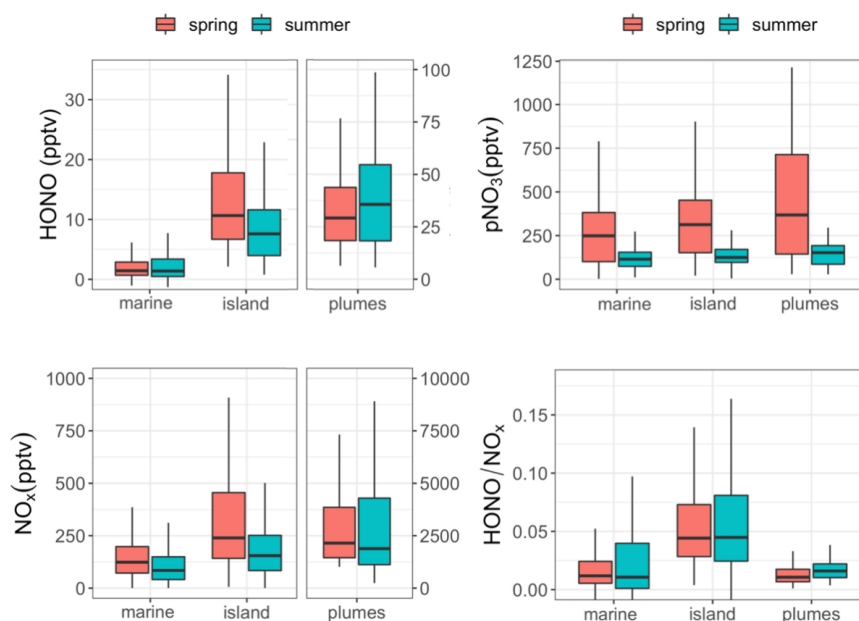 spring summer
spring summer
HONO (pptv)
30
20
10
0
100
75
50
25
0
marine island plumes
pNO₃(pptv)
1250
1000
750
500
250
0
marine island plumes
NOₓ(pptv)
1000
750
500
250
0
10000
7500
5000
2500
0
marine island plumes
HONO/NOₓ
0.15
0.10
0.05
0.00
marine island plumes